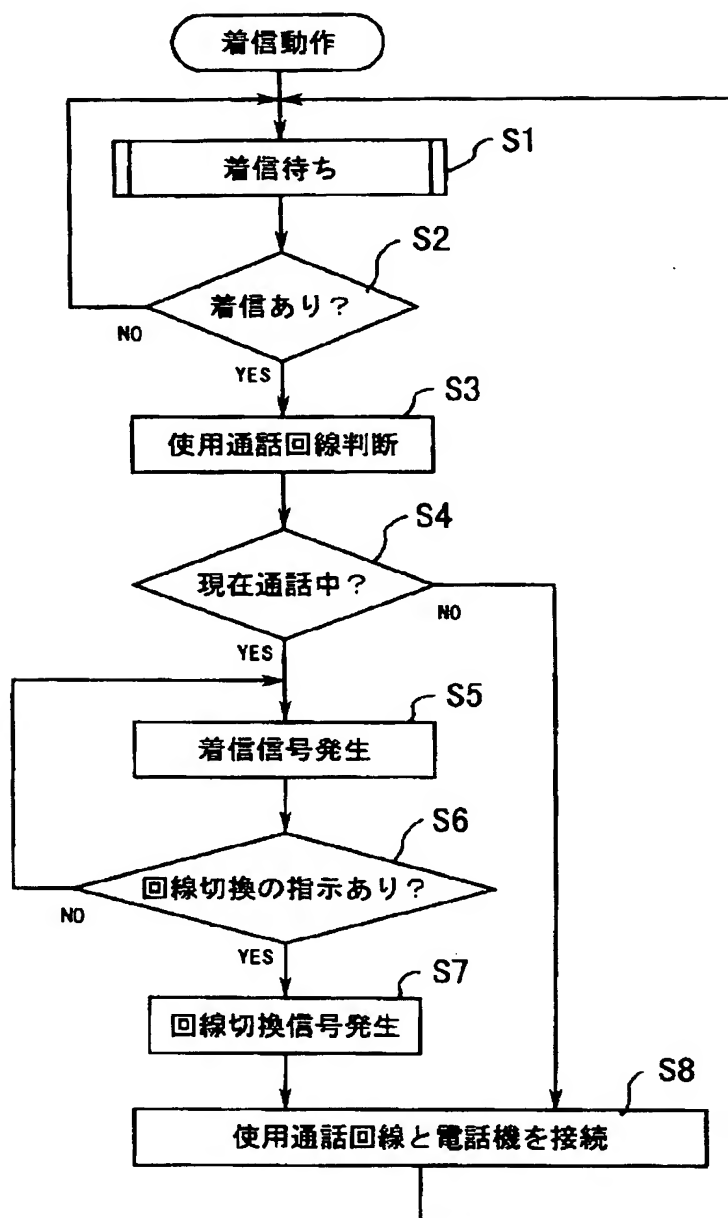 着信動作
着信待ち
S1
S2
着信あり？
NO
YES
S3
使用通話回線判断
S4
現在通話中？
NO
YES
S5
着信信号発生
S6
回線切換の指示あり？
NO
YES
S7
回線切換信号発生
S8
使用通話回線と電話機を接続